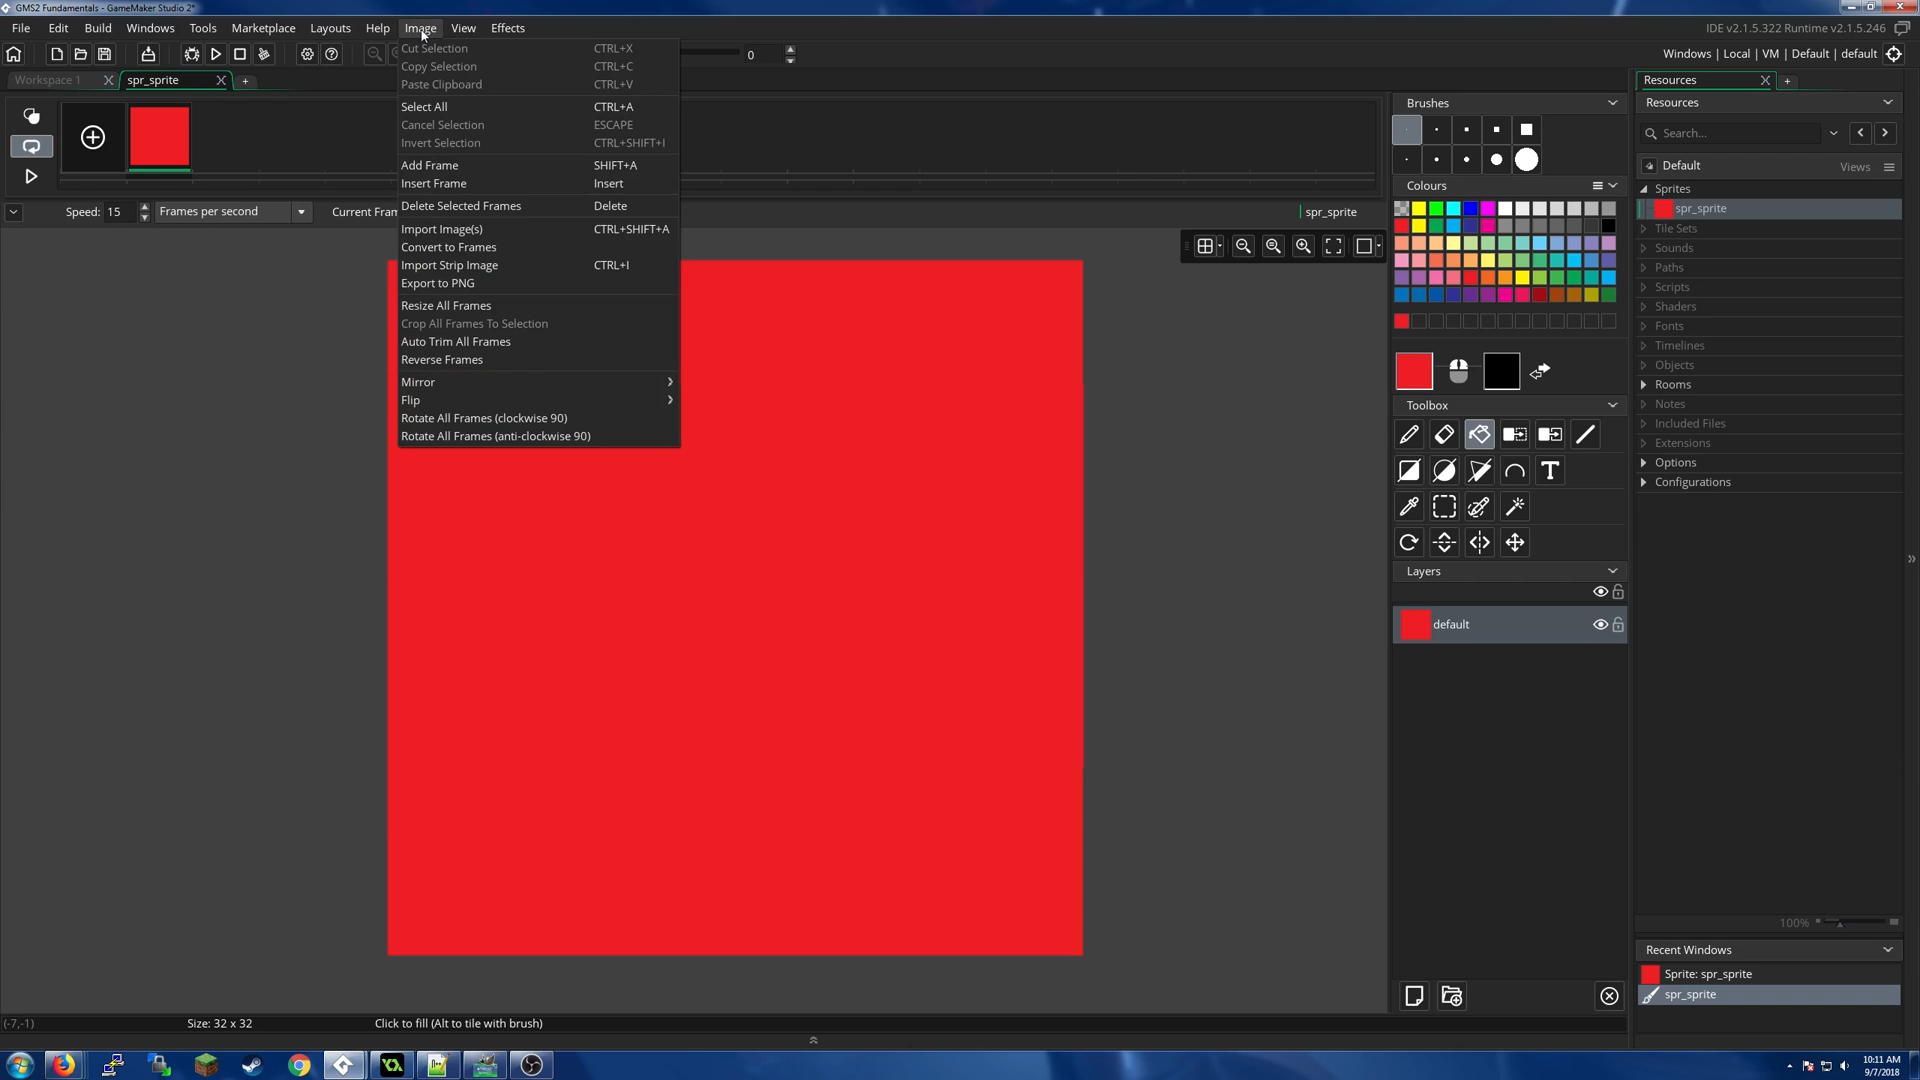 GMS2 Fundamentals - GameMaker Studio 2*
File Edit Build Windows Tools Marketplace Layouts Help Image View Effects
IDE v2.1.5.322 Runtime v2.1.5.246
0
Windows | Local | VM | Default | default
Workspace 1
spr_sprite
Speed: 15 Frames per second Current Fram
spr_sprite
Cut Selection CTRL+X
Copy Selection CTRL+C
Paste Clipboard CTRL+V
Select All CTRL+A
Cancel Selection ESCAPE
Invert Selection CTRL+SHIFT+I
Add Frame SHIFT+A
Insert Frame Insert
Delete Selected Frames Delete
Import Image(s) CTRL+SHIFT+A
Convert to Frames
Import Strip Image CTRL+I
Export to PNG
Resize All Frames
Crop All Frames To Selection
Auto Trim All Frames
Reverse Frames
Mirror
Flip
Rotate All Frames (clockwise 90)
Rotate All Frames (anti-clockwise 90)
Brushes
Colours
Toolbox
T
Layers
default
Resources
Resources
Search...
Default Views
Sprites
spr_sprite
Tile Sets
Sounds
Paths
Scripts
Shaders
Fonts
Timelines
Objects
Rooms
Notes
Included Files
Extensions
Options
Configurations
100%
Recent Windows
Sprite: spr_sprite
spr_sprite
(-7,-1) Size: 32 x 32 Click to fill (Alt to tile with brush)
10:11 AM
9/7/2018